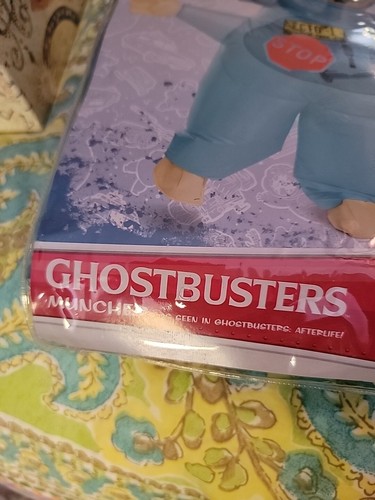 STOP
GHOSTBUSTERS
SEEN IN GHOSTBUSTERS: AFTERLIFE!